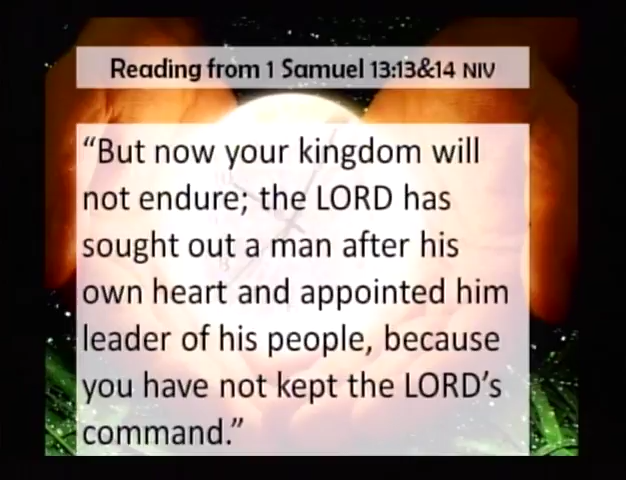 Reading from 1 Samuel 13:13&14 NIV
“But now your kingdom will
not endure; the LORD has
sought out a man after his
own heart and appointed him
leader of his people, because
you have not kept the LORD’s
command.”